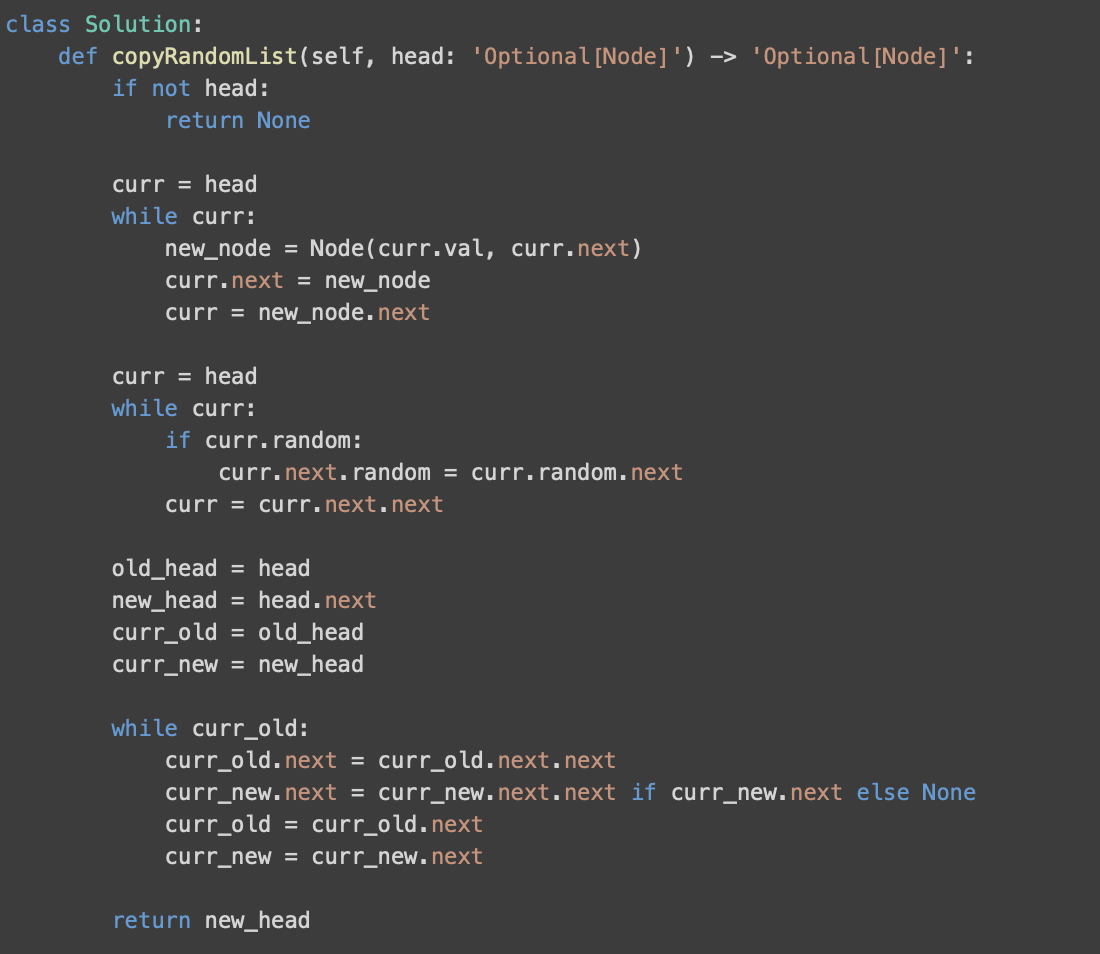 class Solution:
    def copyRandomList(self, head: 'Optional[Node]') -> 'Optional[Node]':
        if not head:
            return None

        curr = head
        while curr:
            new_node = Node(curr.val, curr.next)
            curr.next = new_node
            curr = new_node.next

        curr = head
        while curr:
            if curr.random:
                curr.next.random = curr.random.next
            curr = curr.next.next

        old_head = head
        new_head = head.next
        curr_old = old_head
        curr_new = new_head

        while curr_old:
            curr_old.next = curr_old.next.next
            curr_new.next = curr_new.next.next if curr_new.next else None
            curr_old = curr_old.next
            curr_new = curr_new.next

        return new_head